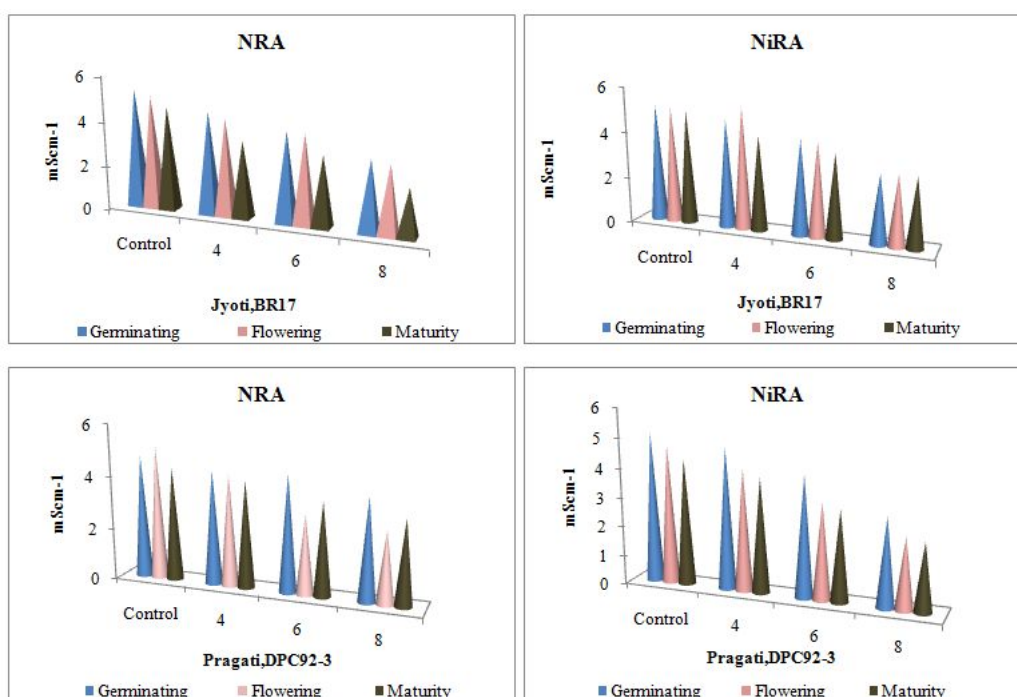 NRA
6
4
2
0
mScm-1
Control 4 6 8
Jyoti,BR17
Germinating Flowering Maturity
NiRA
6
4
2
0
mScm-1
Control 4 6 8
Jyoti,BR17
Germinating Flowering Maturity
NRA
6
4
2
0
mScm-1
Control 4 6 8
Pragati,DPC92-3
Germinating Flowering Maturity
NiRA
6
5
4
3
2
1
0
mScm-1
Control 4 6 8
Pragati,DPC92-3
Germinating Flowering Maturity